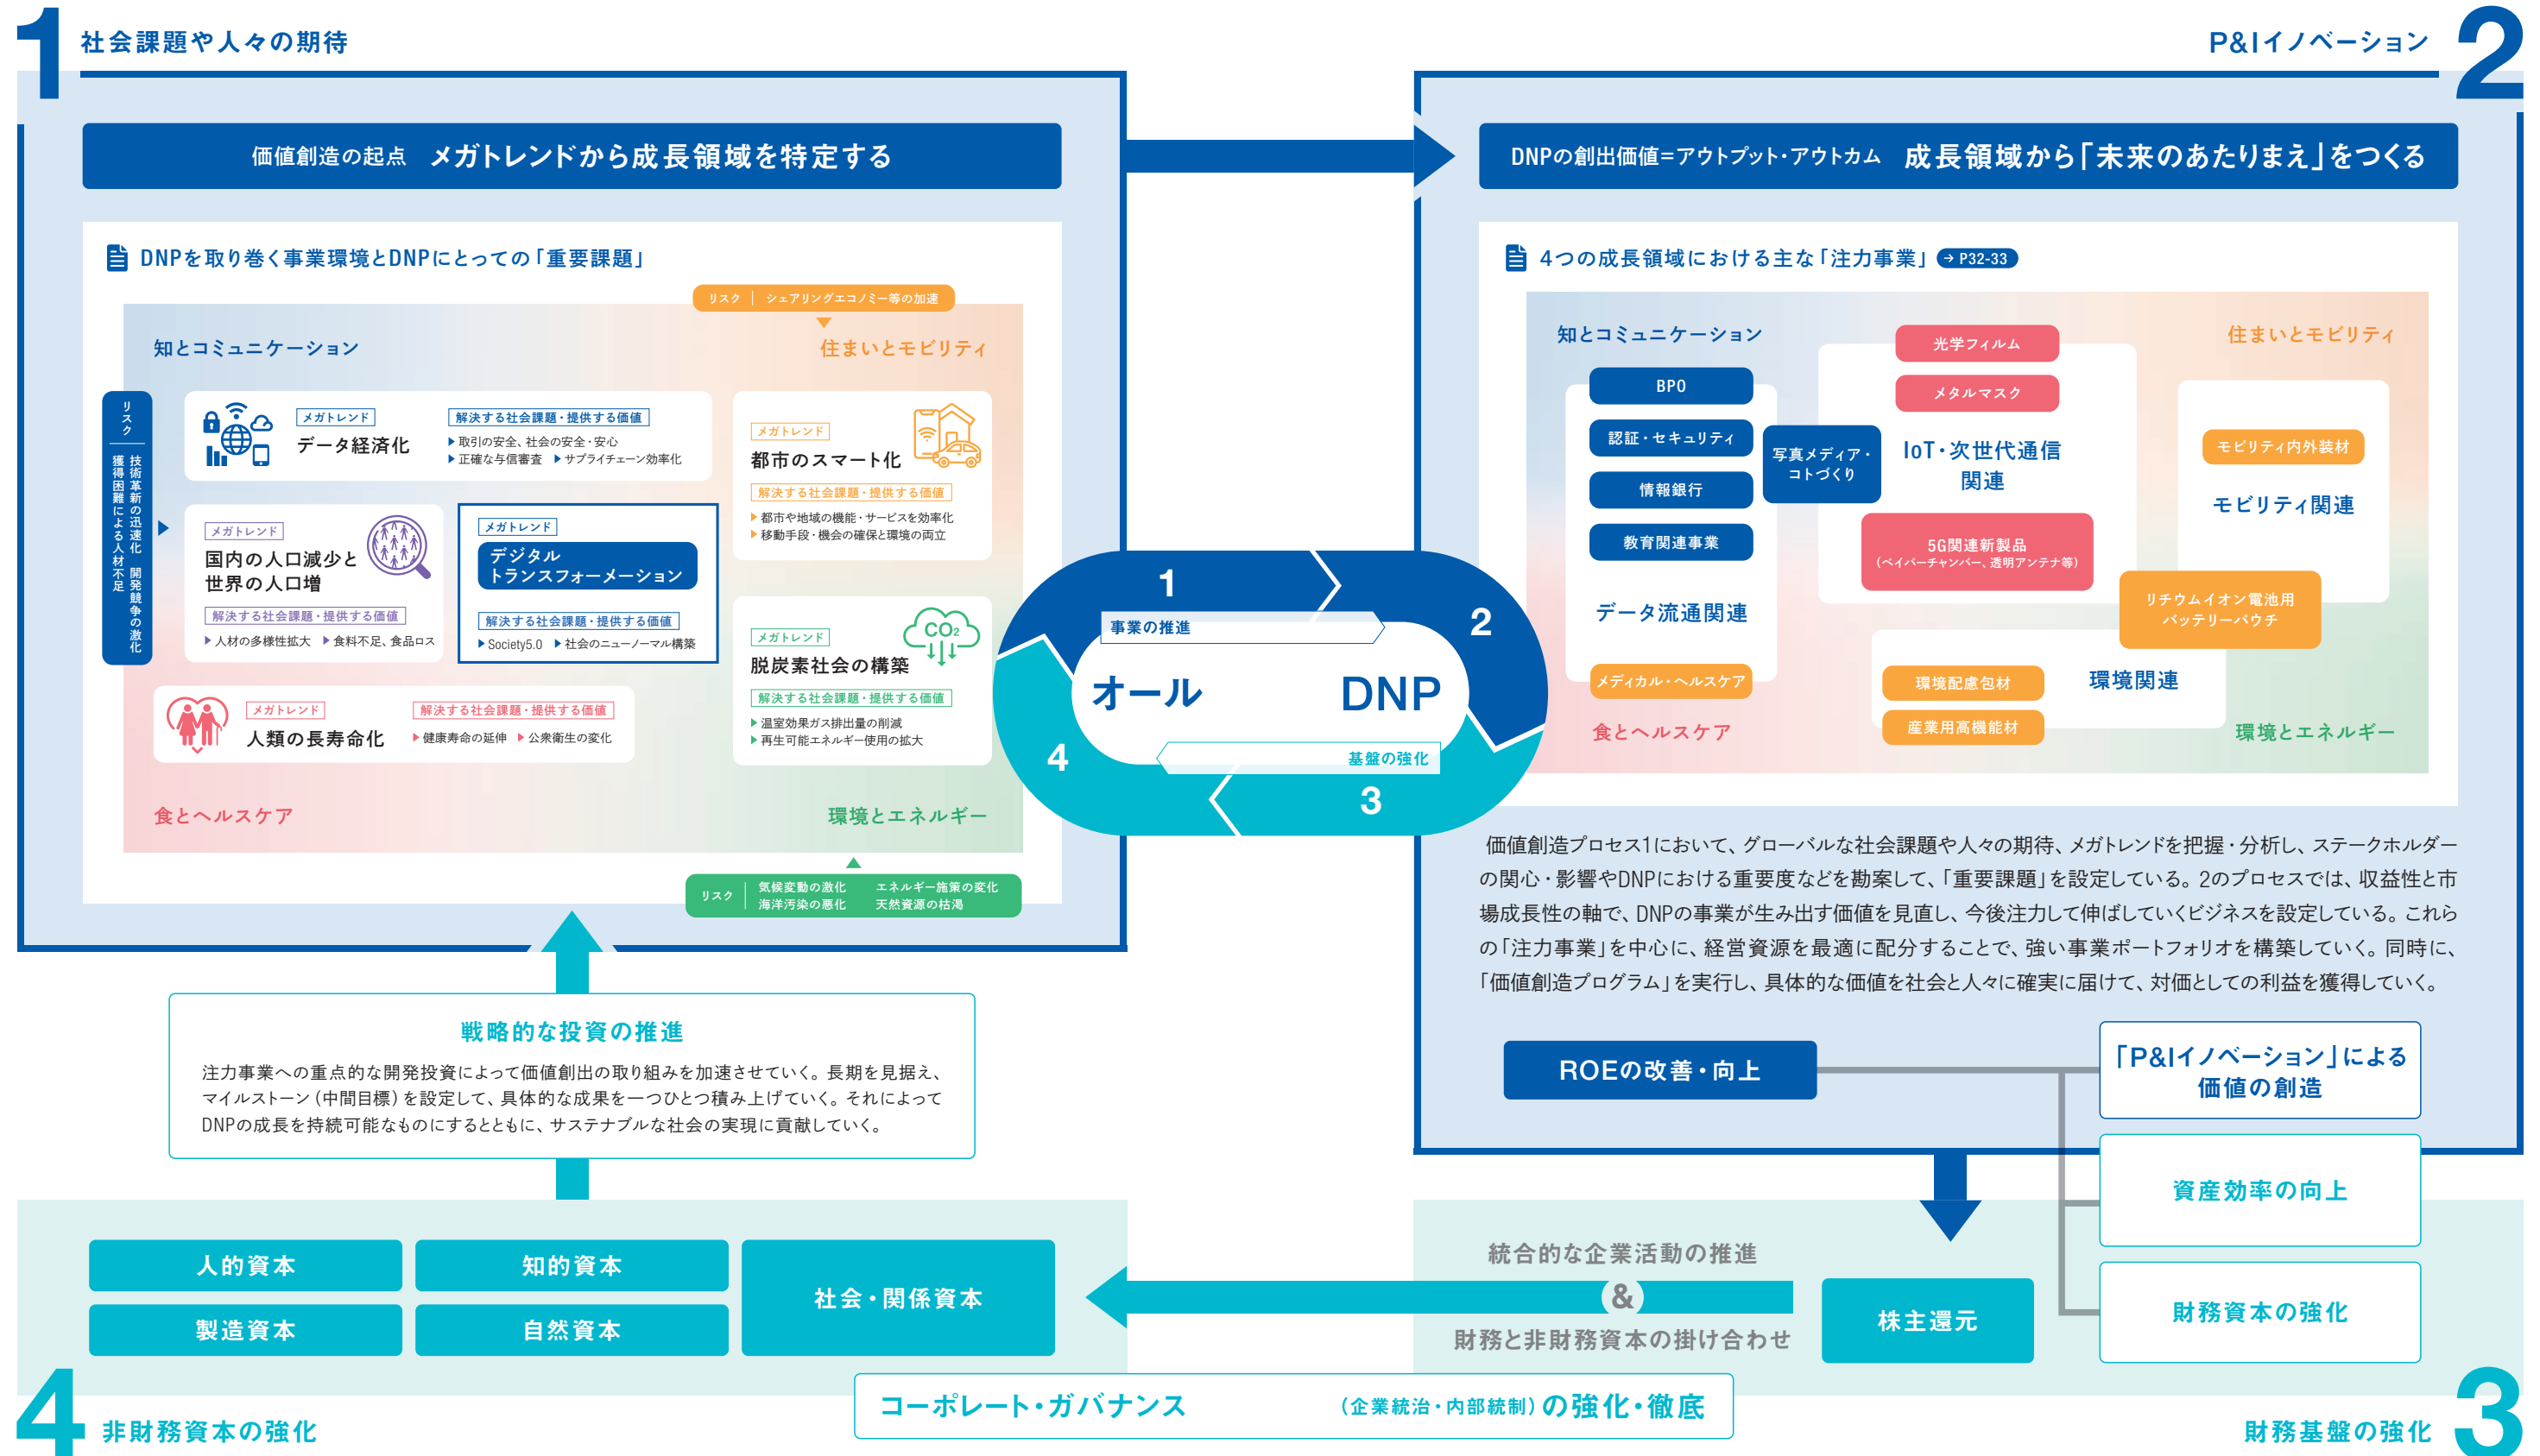 1
社会課題や人々の期待
価値創造の起点 メガトレンドから成長領域を特定する
DNPを取り巻く事業環境とDNPにとっての「重要課題」
リスク シェアリングエコノミー等の加速
知とコミュニケーション
住まいとモビリティ
リスク
技術革新の迅速化 開発競争の激化
獲得困難による人材不足
メガトレンド
データ経済化
解決する社会課題・提供する価値
取引の安全、社会の安全・安心
正確な与信審査 サプライチェーン効率化
メガトレンド
都市のスマート化
解決する社会課題・提供する価値
都市や地域の機能・サービスを効率化
移動手段・機会の確保と環境の両立
メガトレンド
国内の人口減少と
世界の人口増
解決する社会課題・提供する価値
人材の多様性拡大 食料不足、食品ロス
メガトレンド
デジタル
トランスフォーメーション
解決する社会課題・提供する価値
Society5.0 社会のニューノーマル構築
メガトレンド
脱炭素社会の構築
CO2
解決する社会課題・提供する価値
温室効果ガス排出量の削減
再生可能エネルギー使用の拡大
メガトレンド
人類の長寿命化
解決する社会課題・提供する価値
健康寿命の延伸 公衆衛生の変化
食とヘルスケア
環境とエネルギー
リスク
気候変動の激化 エネルギー施策の変化
海洋汚染の悪化 天然資源の枯渇
P&Iイノベーション
2
DNPの創出価値=アウトプット・アウトカム 成長領域から「未来のあたりまえ」をつくる
4つの成長領域における主な「注力事業」 → P32-33
知とコミュニケーション
住まいとモビリティ
BPO
認証・セキュリティ
情報銀行
教育関連事業
データ流通関連
メディカル・ヘルスケア
写真メディア・
コトづくり
光学フィルム
メタルマスク
IoT・次世代通信
関連
5G関連新製品
(ベイパーチャンバー、透明アンテナ等)
モビリティ内外装材
モビリティ関連
リチウムイオン電池用
バッテリーパウチ
環境配慮包材
産業用高機能材
環境関連
食とヘルスケア
環境とエネルギー
1
2
事業の推進
オール DNP
基盤の強化
4
3
価値創造プロセス1において、グローバルな社会課題や人々の期待、メガトレンドを把握・分析し、ステークホルダー
の関心・影響やDNPにおける重要度などを勘案して、「重要課題」を設定している。2のプロセスでは、収益性と市
場成長性の軸で、DNPの事業が生み出す価値を見直し、今後注力して伸ばしていくビジネスを設定している。これら
の「注力事業」を中心に、経営資源を最適に配分することで、強い事業ポートフォリオを構築していく。同時に、
「価値創造プログラム」を実行し、具体的な価値を社会と人々に確実に届けて、対価としての利益を獲得していく。
戦略的な投資の推進
注力事業への重点的な開発投資によって価値創出の取り組みを加速させていく。長期を見据え、
マイルストーン(中間目標)を設定して、具体的な成果を一つひとつ積み上げていく。それによって
DNPの成長を持続可能なものにするとともに、サステナブルな社会の実現に貢献していく。
ROEの改善・向上
「P&Iイノベーション」による
価値の創造
資産効率の向上
財務資本の強化
株主還元
統合的な企業活動の推進
&
財務と非財務資本の掛け合わせ
人的資本
知的資本
製造資本
自然資本
社会・関係資本
コーポレート・ガバナンス (企業統治・内部統制)の強化・徹底
4
非財務資本の強化
財務基盤の強化
3